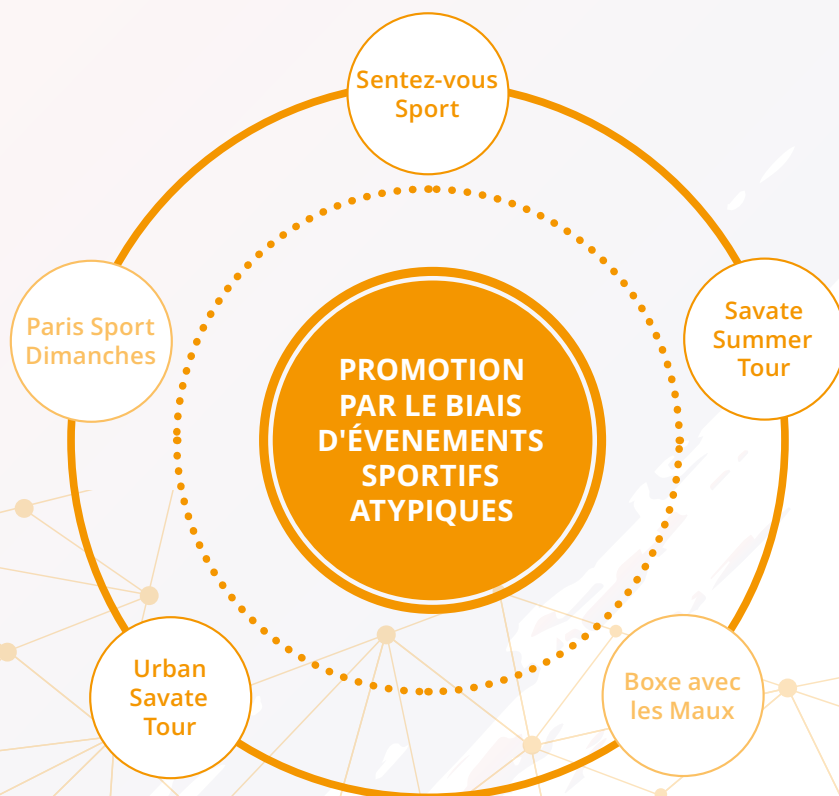 Sentez-vous
Sport
Paris Sport
Dimanches
Savate
Summer
Tour
PROMOTION
PAR LE BIAIS
D'ÉVENEMENTS
SPORTIFS
ATYPIQUES
Urban
Savate
Tour
Boxe avec
les Maux